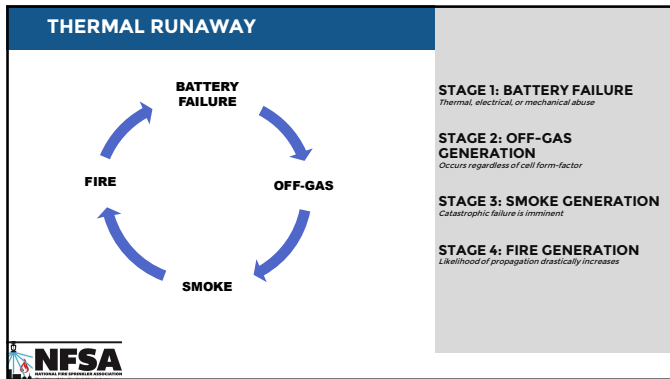 THERMAL RUNAWAY
BATTERY
FAILURE
OFF-GAS
SMOKE
FIRE
STAGE 1: BATTERY FAILURE
Thermal, electrical, or mechanical abuse
STAGE 2: OFF-GAS
GENERATION
Occurs regardless of cell form-factor
STAGE 3: SMOKE GENERATION
Catastrophic failure is imminent
STAGE 4: FIRE GENERATION
Likelihood of propagation drastically increases
NFSA
NATIONAL FIRE SPRINKLER ASSOCIATION